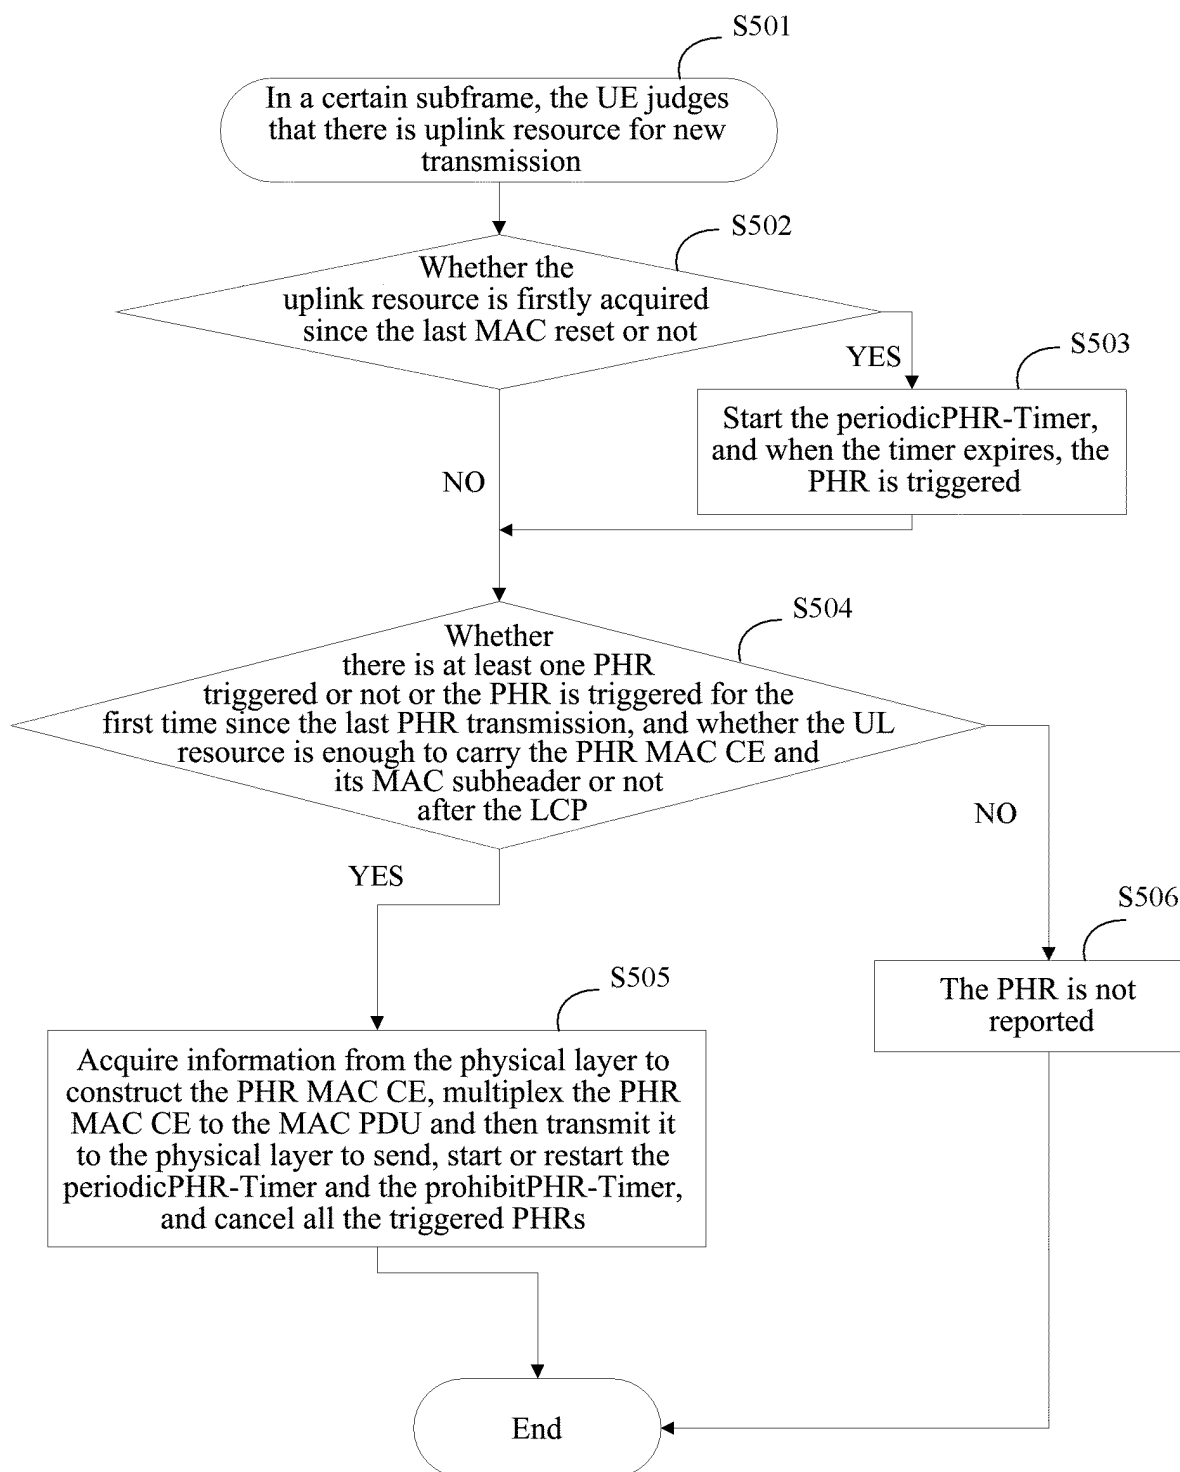 S501
In a certain subframe, the UE judges
that there is uplink resource for new
transmission
S502
Whether the
uplink resource is firstly acquired
since the last MAC reset or not
YES
S503
Start the periodicPHR-Timer,
and when the timer expires, the
PHR is triggered
NO
S504
Whether
there is at least one PHR
triggered or not or the PHR is triggered for the
first time since the last PHR transmission, and whether the UL
resource is enough to carry the PHR MAC CE and
its MAC subheader or not
after the LCP
NO
YES
S506
The PHR is not
reported
S505
Acquire information from the physical layer to
construct the PHR MAC CE, multiplex the PHR
MAC CE to the MAC PDU and then transmit it
to the physical layer to send, start or restart the
periodicPHR-Timer and the prohibitPHR-Timer,
and cancel all the triggered PHRs
End